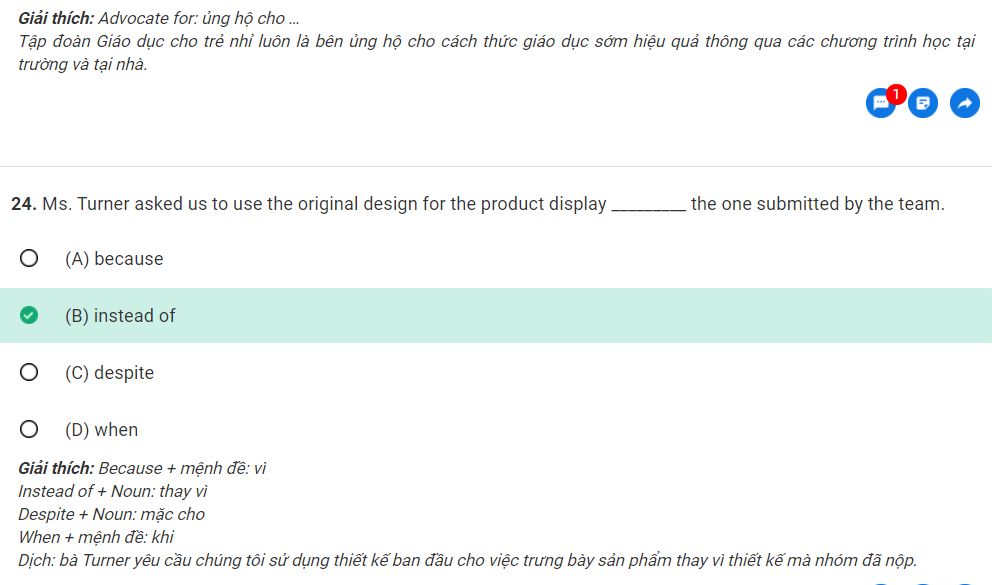 Giải thích: Advocate for: ủng hộ cho ...
Tập đoàn Giáo dục cho trẻ nhỉ luôn là bên ủng hộ cho cách thức giáo dục sớm hiệu quả thông qua các chương trình học tại
trường và tại nhà.
1
24. Ms. Turner asked us to use the original design for the product display _________ the one submitted by the team.
(A) because
(B) instead of
(C) despite
(D) when
Giải thích: Because + mệnh đề: vì
Instead of + Noun: thay vì
Despite + Noun: mặc cho
When + mệnh đề: khi
Dịch: bà Turner yêu cầu chúng tôi sử dụng thiết kế ban đầu cho việc trưng bày sản phẩm thay vì thiết kế mà nhóm đã nộp.